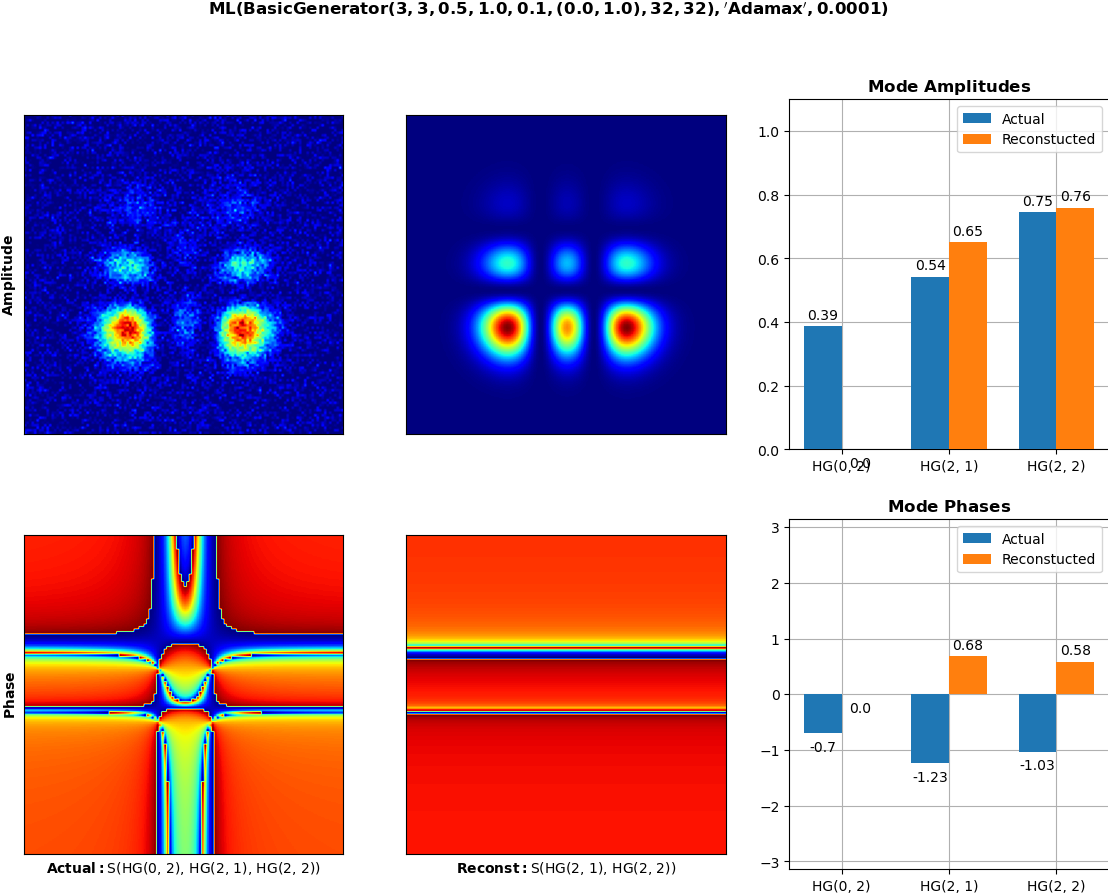 ML(BasicGenerator(3, 3, 0.5, 1.0, 0.1, (0.0, 1.0), 32, 32), ′Adamax′, 0.0001)
Amplitude
Mode Amplitudes
Actual
Reconstucted
1.0
0.8
0.6
0.4
0.2
0.0
0.39
0.0
0.54
0.65
0.75
0.76
HG(0, 2)
HG(2, 1)
HG(2, 2)
Phase
Actual: S(HG(0, 2), HG(2, 1), HG(2, 2))
Reconst: S(HG(2, 1), HG(2, 2))
Mode Phases
Actual
Reconstucted
3
2
1
0
−1
−2
−3
-0.7
0.0
-1.23
0.68
-1.03
0.58
HG(0, 2)
HG(2, 1)
HG(2, 2)